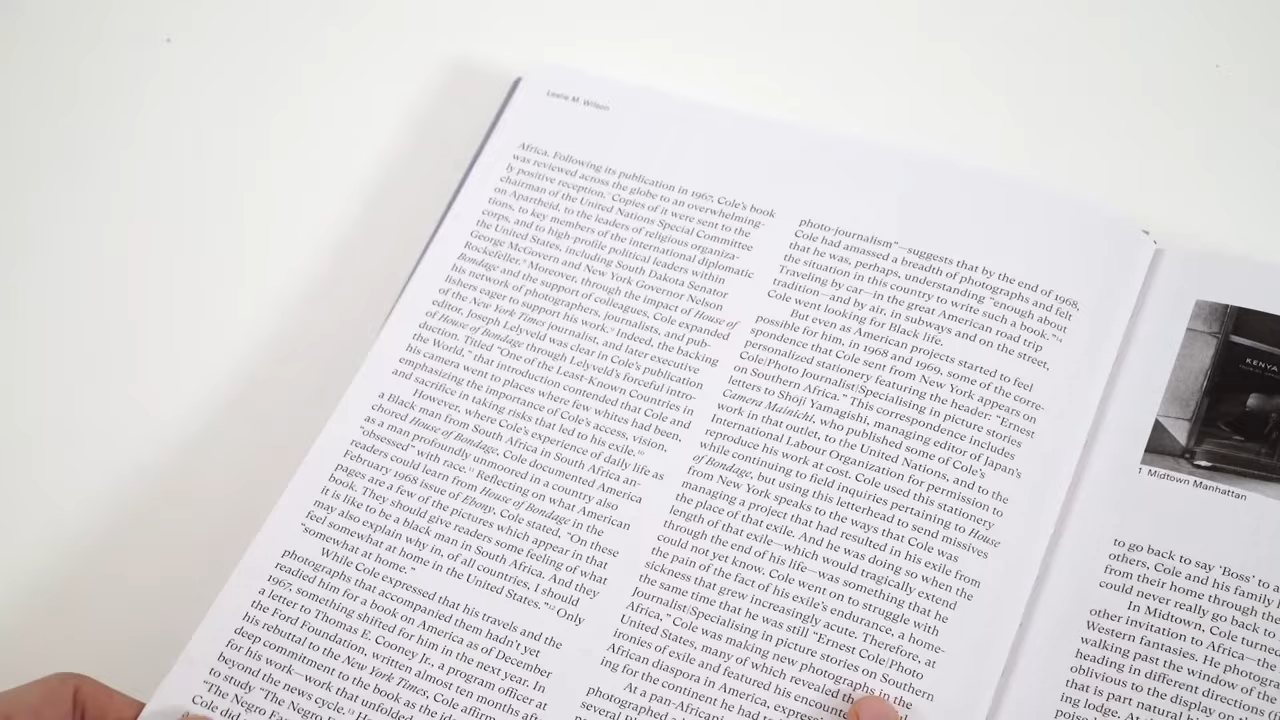 Leslie M. Wilson
Africa. Following its publication in 1967, Cole's book
was reviewed across the globe to an overwhelming-
ly positive reception. Copies of it were sent to the
chairman of the United Nations Special Committee
on Apartheid, to the leaders of religious organiza-
tions, to key members of the international diplomatic
corps, and to high-profile political leaders within
the United States, including South Dakota Senator
George McGovern and New York Governor Nelson
Rockefeller. Moreover, through the impact of House of
Bondage and the support of colleagues, Cole expanded
his network of photographers, journalists, and pub-
lishers eager to support his work. Indeed, the backing
of the New York Times journalist, and later executive
editor, Joseph Lelyveld was clear in Cole's publication
of House of Bondage through Lelyveld's forceful intro-
duction. Titled "One of the Least-Known Countries in
the World," that introduction contended that Cole and
his camera went to places where few whites had been,
emphasizing the importance of Cole's access, vision,
and sacrifice in taking risks that led to his exile.¹⁰
However, where Cole's experience of daily life as
a Black man from South Africa in South Africa an-
chored House of Bondage, Cole documented America
as a man profoundly unmoored in a country also
"obsessed" with race.¹¹ Reflecting on what American
readers could learn from House of Bondage in the
February 1968 issue of Ebony, Cole stated, "On these
pages are a few of the pictures which appear in that
book. They should give readers some feeling of what
it is like to be a black man in South Africa. And they
may also explain why in, of all countries, I should
feel somewhat at home in the United States."¹² Only
"somewhat at home."
While Cole expressed that his travels and the
photographs that accompanied them hadn't yet
readied him for a book on America as of December
1967, something shifted for him in the next year. In
a letter to Thomas E. Cooney Jr., a program officer at
the Ford Foundation, written almost ten months after
his rebuttal to the New York Times, Cole affirm
deep commitment to the book as the ide
for his work—work that unfolded
beyond the news cycle.¹³ H
to study "The Negro F
"The Negro Fa
Cole did
photo-journalism"—suggests that by the end of 1968,
Cole had amassed a breadth of photographs and felt
that he was, perhaps, understanding "enough about
the situation in this country to write such a book."¹⁴
Traveling by car—in the great American road trip
tradition—and by air, in subways and on the street,
Cole went looking for Black life.
But even as American projects started to feel
possible for him, in 1968 and 1969, some of the corre-
spondence that Cole sent from New York appears on
personalized stationery featuring the header: "Ernest
Cole/Photo Journalist/Specialising in picture stories
on Southern Africa." This correspondence includes
letters to Shōji Yamagishi, managing editor of Japan's
Camera Mainichi, who published some of Cole's
work in that outlet, to the United Nations, and to the
International Labour Organization for permission to
reproduce his work at cost. Cole used this stationery
while continuing to field inquiries pertaining to House
of Bondage, but using this letterhead to send missives
from New York speaks to the ways that Cole was
managing a project that had resulted in his exile from
the place of that exile. And he was doing so when the
length of that exile—which would tragically extend
through the end of his life—was something that he
could not yet know. Cole went on to struggle with
the pain of the fact of his exile's endurance, a home-
sickness that grew increasingly acute. Therefore, at
the same time that he was still "Ernest Cole/Photo
Journalist/Specialising in picture stories on Southern
Africa," Cole was making new photographs in the
United States, many of which revealed
ironies of exile and featured his encounte
African diaspora in America, express
ing for the continent he had t
At a pan-African
photographed a
several p
KENYA
1 Midtown Manhattan
to go back to say 'Boss' to
others, Cole and his family
from their home through the
could never really go back to
In Midtown, Cole turned
other invitation to Africa—the
Western fantasies. He photogra
walking past the window of the
heading in different directions
oblivious to the display of
that is part natural
ing lodge.